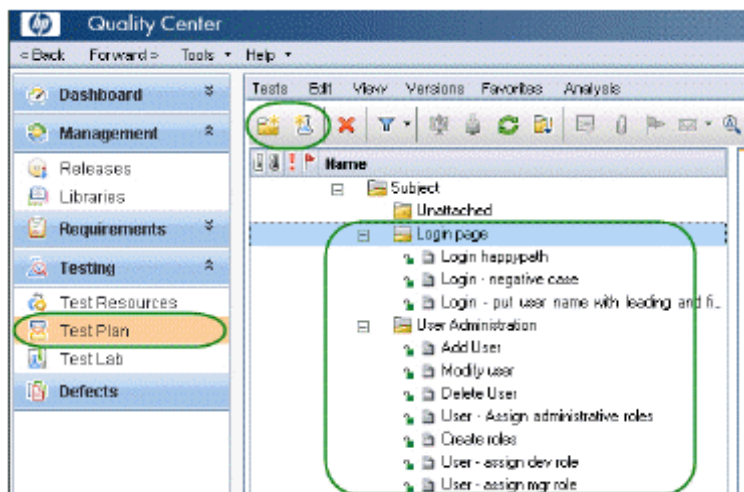 hp Quality Center
<Back Forward> Tools Help
Dashboard
Management
Releases
Libraries
Requirements
Testing
Test Resources
Test Plan
Test Lab
Defects
Tests Edit View Versions Favorites Analysis
Name
Subject
Unattached
Login page
Login happypath
Login - negative case
Login - put user name with leading and fi...
User Administration
Add User
Modify user
Delete User
User - Assign administrative roles
Create roles
User - assign dev role
User - assign mgr role